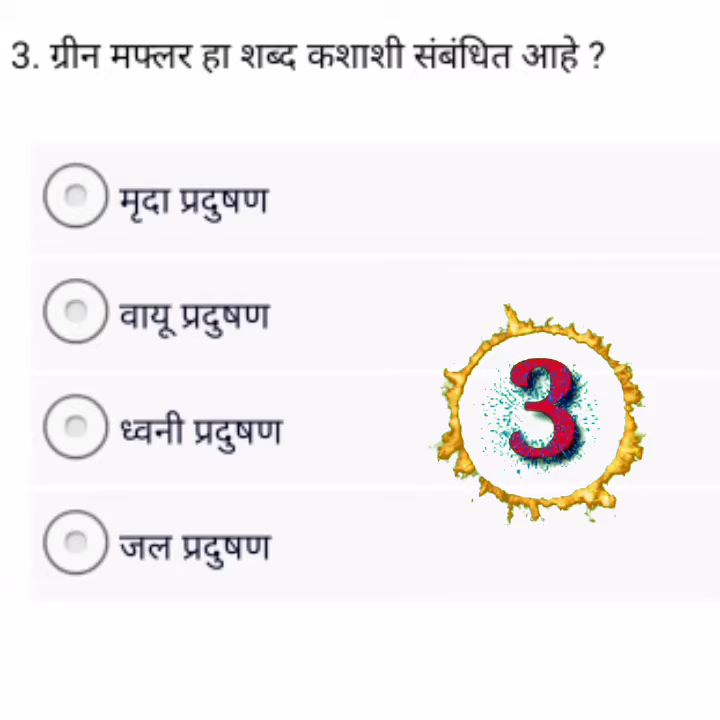 3. ग्रीन मफ्लर हा शब्द कशाशी संबंधित आहे ?
मृदा प्रदुषण
वायू प्रदुषण
3
ध्वनी प्रदुषण
जल प्रदुषण